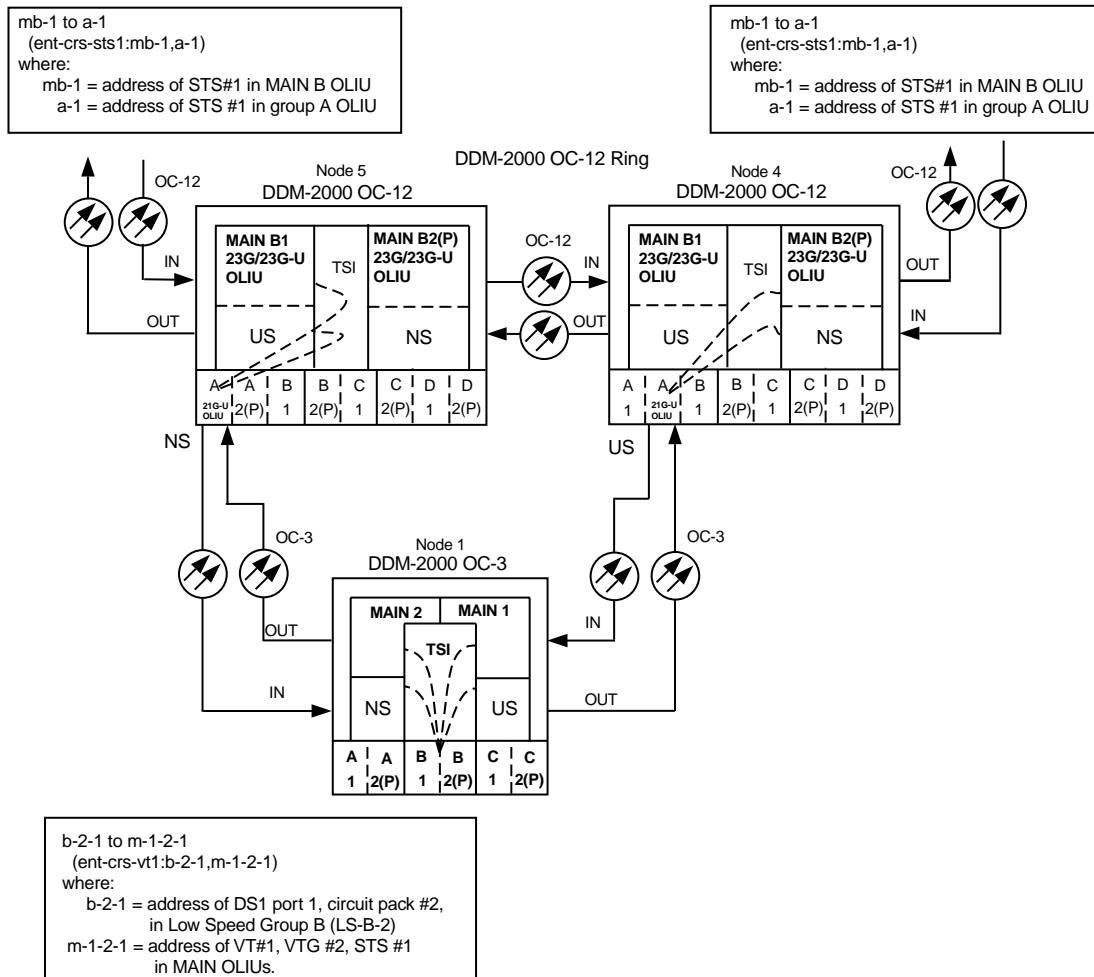 mb-1 to a-1
(ent-crs-sts1:mb-1,a-1)
where:
mb-1 = address of STS#1 in MAIN B OLIU
a-1 = address of STS #1 in group A OLIU
mb-1 to a-1
(ent-crs-sts1:mb-1,a-1)
where:
mb-1 = address of STS#1 in MAIN B OLIU
a-1 = address of STS #1 in group A OLIU
DDM-2000 OC-12 Ring
Node 5
DDM-2000 OC-12
OC-12
IN
OUT
MAIN B1
23G/23G-U
OLIU
TSI
MAIN B2(P)
23G/23G-U
OLIU
US
NS
A A B B C C D D
21G-U
OLIU
2(P) 1 2(P) 1 2(P) 1 2(P)
NS
OC-12
IN
OUT
Node 4
DDM-2000 OC-12
OC-12
OUT
IN
MAIN B1
23G/23G-U
OLIU
TSI
MAIN B2(P)
23G/23G-U
OLIU
US
NS
A A B B C C D D
1
21G-U
OLIU
1 2(P) 1 2(P) 1 2(P)
US
OC-3
OC-3
Node 1
DDM-2000 OC-3
OUT
IN
IN
OUT
MAIN 2
MAIN 1
TSI
NS
US
A A B B C C
1 2(P) 1 2(P) 1 2(P)
b-2-1 to m-1-2-1
(ent-crs-vt1:b-2-1,m-1-2-1)
where:
b-2-1 = address of DS1 port 1, circuit pack #2,
in Low Speed Group B (LS-B-2)
m-1-2-1 = address of VT#1, VTG #2, STS #1
in MAIN OLIUs.